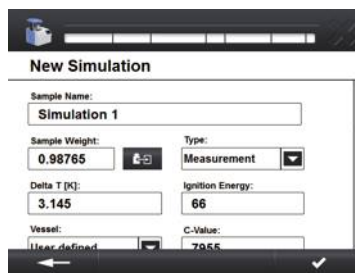 New Simulation
Sample Name:
Simulation 1
Sample Weight: Type:
0.98765 Measurement
Delta T [K]: Ignition Energy:
3.145 66
Vessel: C-Value:
User defined 7955